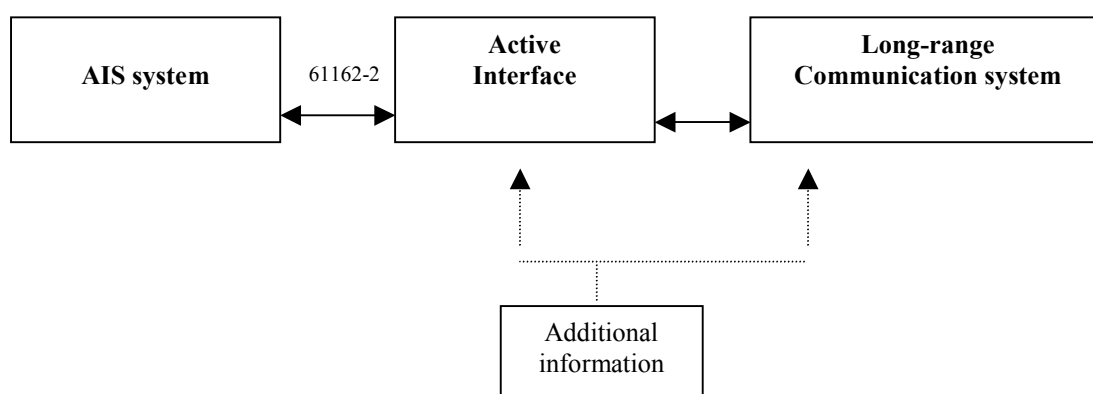 AIS system
61162-2
Active
Interface
Long-range
Communication system
Additional
information